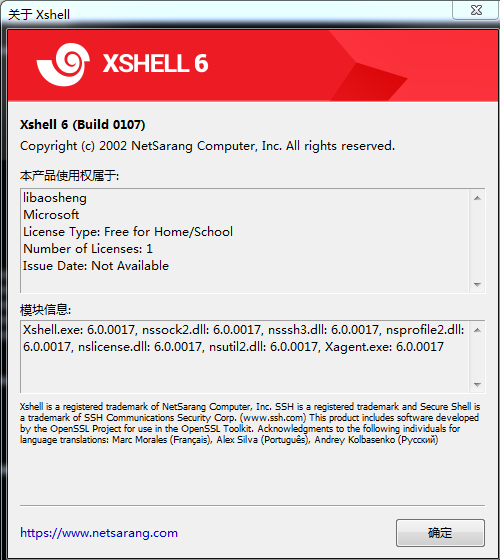 关于 Xshell
XSHELL 6
Xshell 6 (Build 0107)
Copyright (c) 2002 NetSarang Computer, Inc. All rights reserved.
本产品使用权属于:
libaosheng
Microsoft
License Type: Free for Home/School
Number of Licenses: 1
Issue Date: Not Available
模块信息:
Xshell.exe: 6.0.0017, nssock2.dll: 6.0.0017, nsssh3.dll: 6.0.0017, nsprofile2.dll:
6.0.0017, nslicense.dll: 6.0.0017, nsutil2.dll: 6.0.0017, Xagent.exe: 6.0.0017
Xshell is a registered trademark of NetSarang Computer, Inc. SSH is a registered trademark and Secure Shell is
a trademark of SSH Communications Security Corp. (www.ssh.com) This product includes software developed
by the OpenSSL Project for use in the OpenSSL Toolkit. Acknowledgments to the following individuals for
language translations: Marc Morales (Français), Alex Silva (Português), Andrey Kolbasenko (Русский)
https://www.netsarang.com
确定